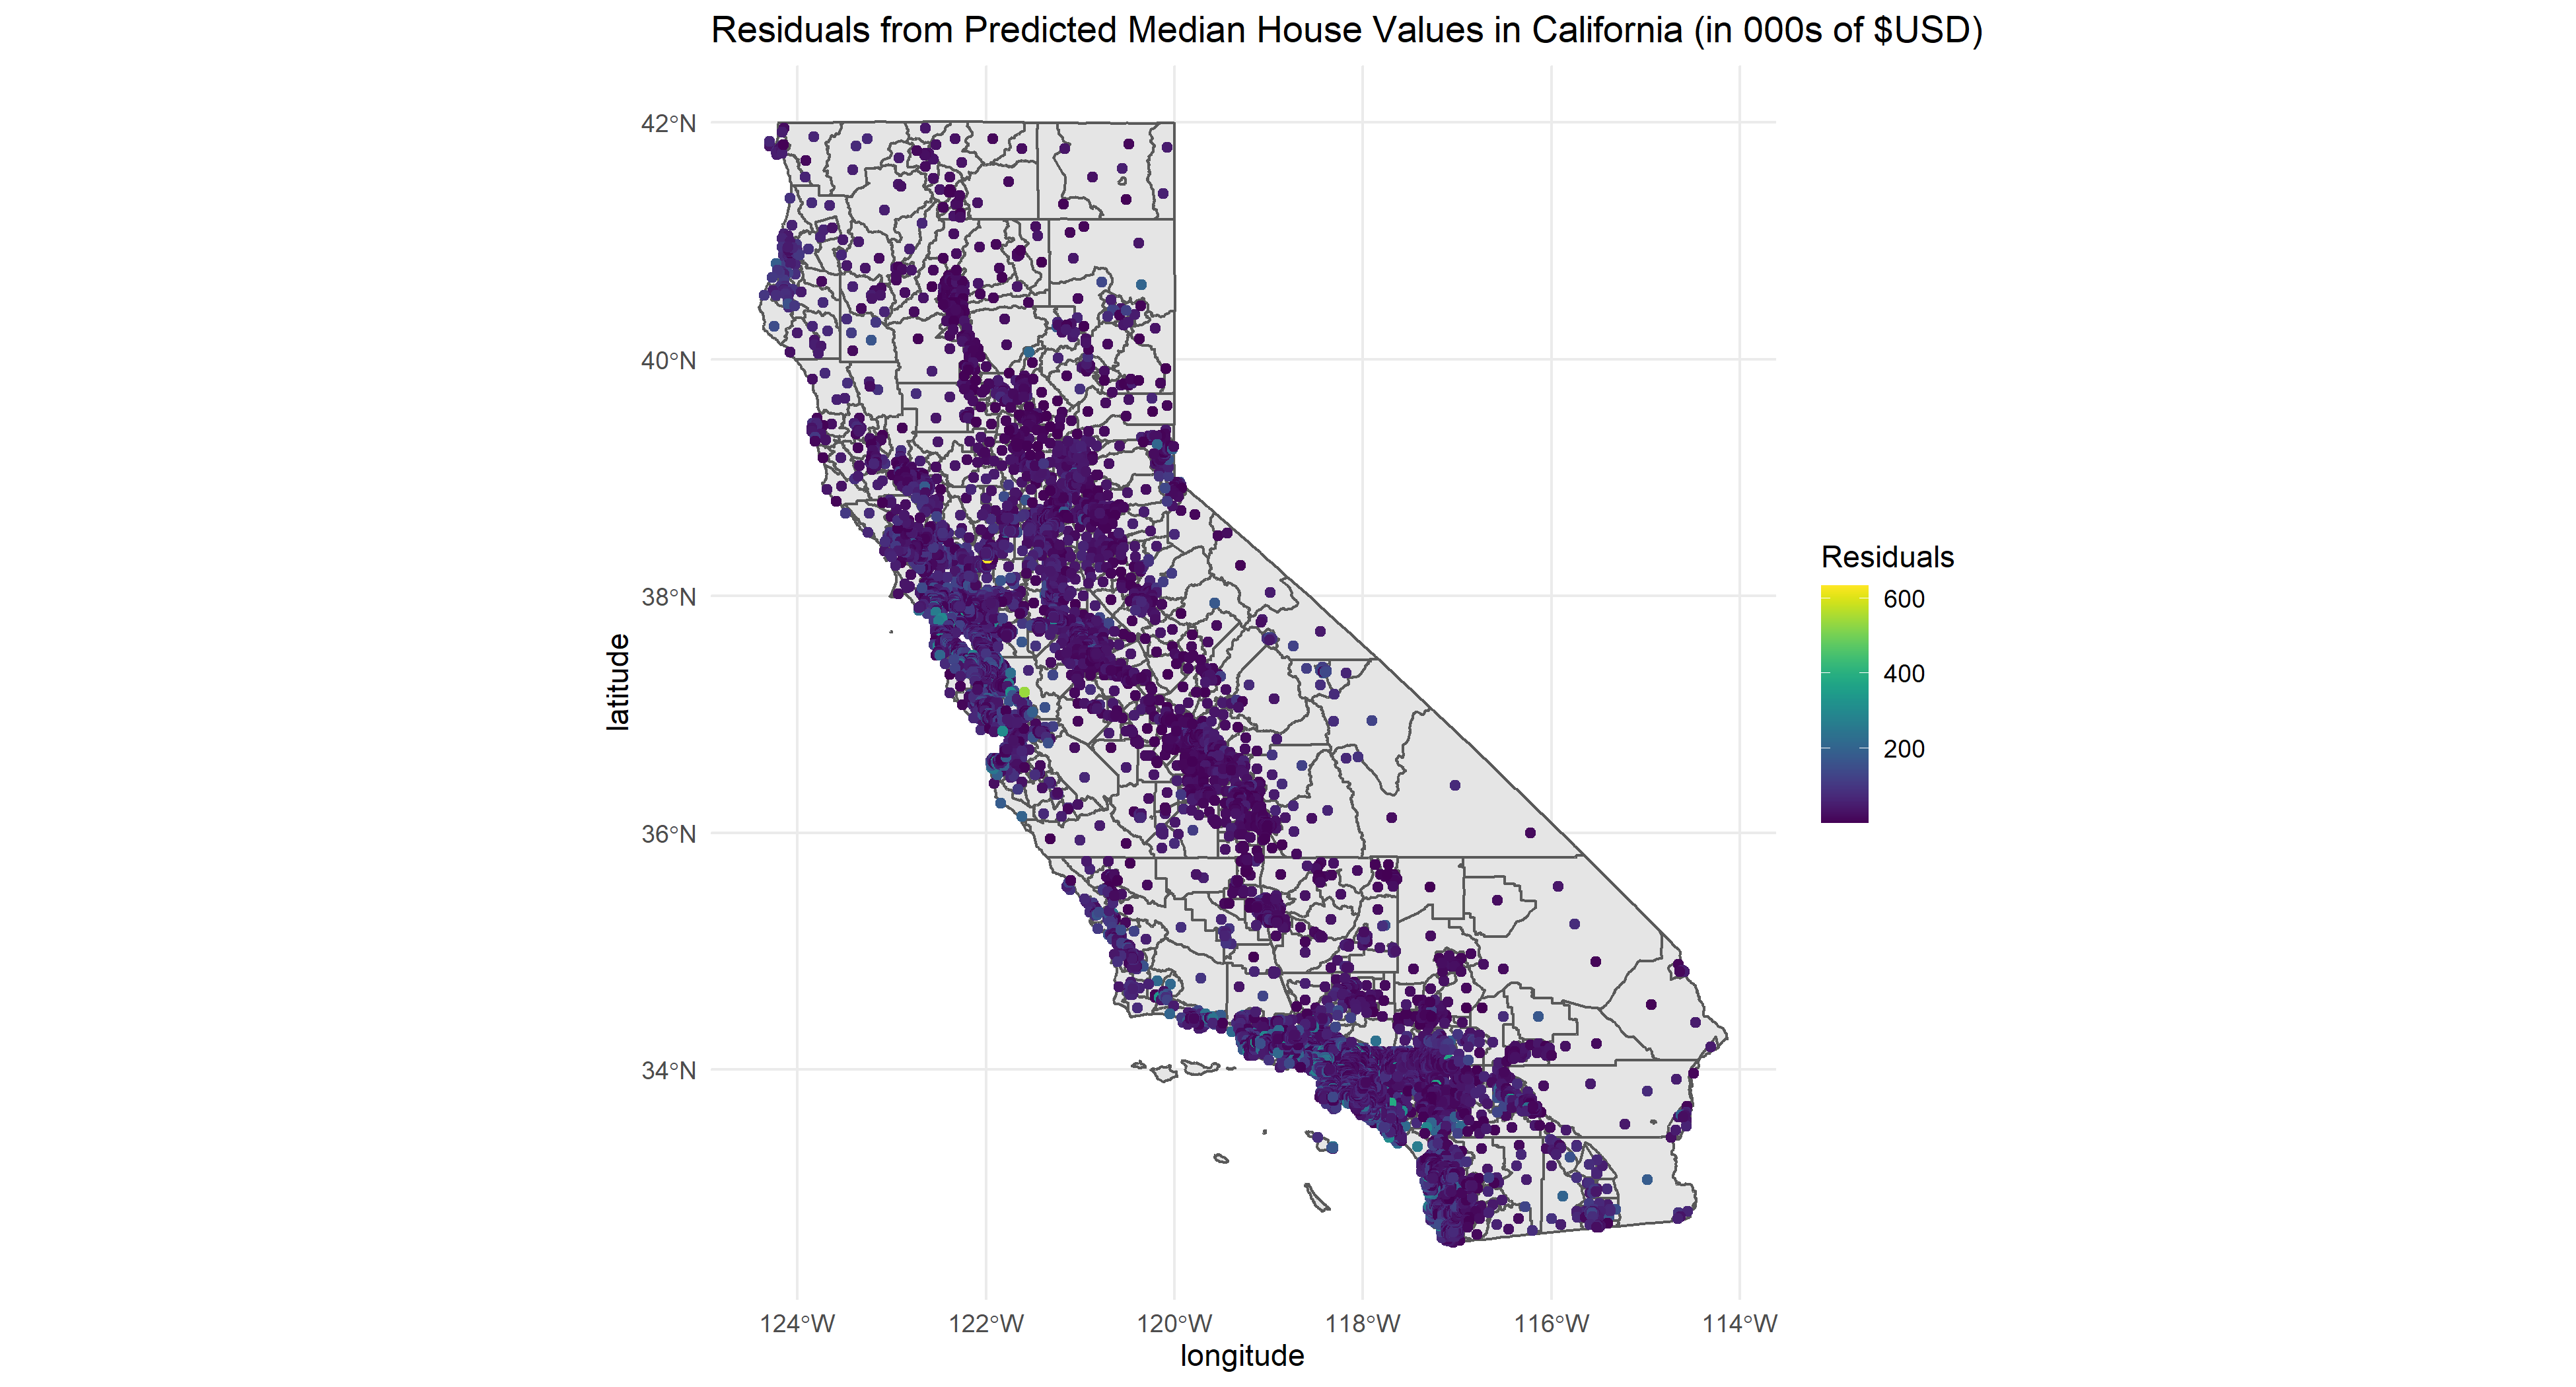 Residuals from Predicted Median House Values in California (in 000s of $USD)
42°N
40°N
38°N
36°N
34°N
latitude
124°W 122°W 120°W 118°W 116°W 114°W
longitude
Residuals
600
400
200